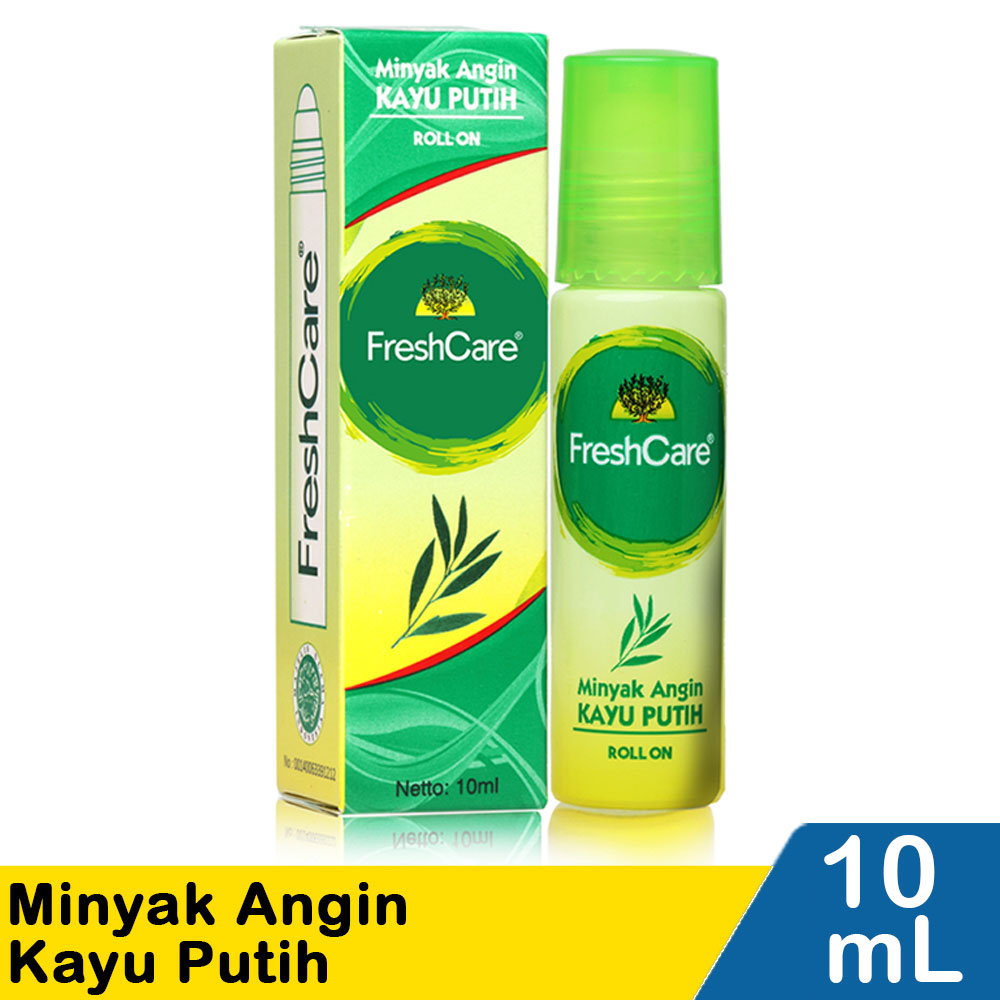 Minyak Angin
KAYU PUTIH
ROLL ON
FreshCare®
FreshCare®
Netto: 10ml
FreshCare®
Minyak Angin
KAYU PUTIH
ROLL ON
Minyak Angin
Kayu Putih
10
mL